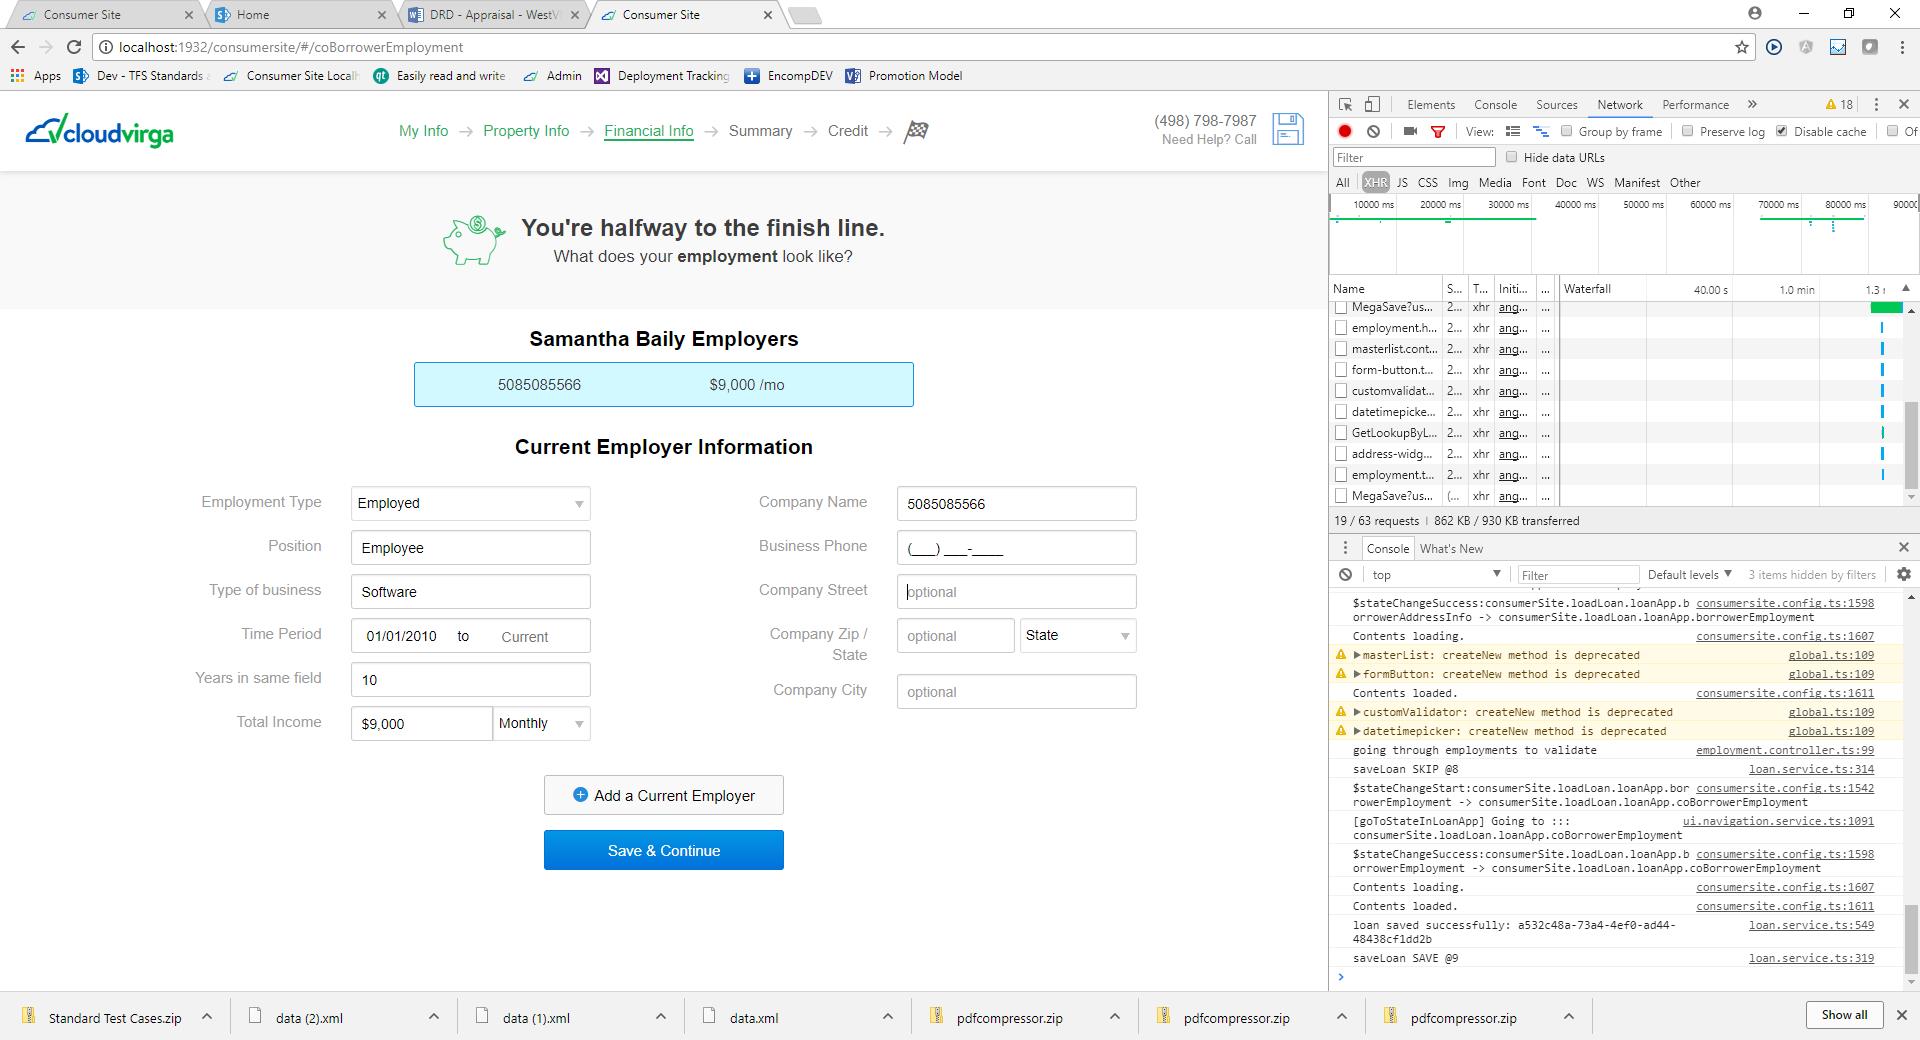 Consumer Site
Home
DRD - Appraisal - WestV
Consumer Site
localhost:1932/consumersite/#/coBorrowerEmployment
Apps
Dev - TFS Standards
Consumer Site Local
Easily read and write
Admin
Deployment Tracking
EncompDEV
Promotion Model
cloudvirga
My Info
Property Info
Financial Info
Summary
Credit
(498) 798-7987
Need Help? Call
You're halfway to the finish line.
What does your employment look like?
Samantha Baily Employers
5085085566 $9,000 /mo
Current Employer Information
Employment Type Employed
Position Employee
Type of business Software
Time Period 01/01/2010 to Current
Years in same field 10
Total Income $9,000 Monthly
Company Name 5085085566
Business Phone (___) ___-____
Company Street optional
Company Zip / State optional State
Company City optional
Add a Current Employer
Save & Continue
Elements Console Sources Network Performance » 18
View: Group by frame Preserve log Disable cache Of
Filter Hide data URLs
All XHR JS CSS Img Media Font Doc WS Manifest Other
10000 ms 20000 ms 30000 ms 40000 ms 50000 ms 60000 ms 70000 ms 80000 ms 9000
Name S... T... Initi... ... Waterfall 40.00 s 1.0 min 1.3
MegaSave?us... 2... xhr ang... ...
employment.h... 2... xhr ang... ...
masterlist.cont... 2... xhr ang... ...
form-button.t... 2... xhr ang... ...
customvalidat... 2... xhr ang... ...
datetimepicke... 2... xhr ang... ...
GetLookupByL... 2... xhr ang... ...
address-widg... 2... xhr ang... ...
employment.t... 2... xhr ang... ...
MegaSave?us... (... xhr ang... ...
19 / 63 requests | 862 KB / 930 KB transferred
Console What's New
top Filter Default levels 3 items hidden by filters
$stateChangeSuccess:consumerSite.loadLoan.loanApp.b consumersite.config.ts:1598
orrowerAddressInfo -> consumerSite.loadLoan.loanApp.borrowerEmployment
Contents loading. consumersite.config.ts:1607
masterList: createNew method is deprecated global.ts:109
formButton: createNew method is deprecated global.ts:109
Contents loaded. consumersite.config.ts:1611
customValidator: createNew method is deprecated global.ts:109
datetimepicker: createNew method is deprecated global.ts:109
going through employments to validate employment.controller.ts:99
saveLoan SKIP @8 loan.service.ts:314
$stateChangeStart:consumerSite.loadLoan.loanApp.bor consumersite.config.ts:1542
rowerEmployment -> consumerSite.loadLoan.loanApp.coBorrowerEmployment
[goToStateInLoanApp] Going to ::: ui.navigation.service.ts:1091
consumerSite.loadLoan.loanApp.coBorrowerEmployment
$stateChangeSuccess:consumerSite.loadLoan.loanApp.b consumersite.config.ts:1598
orrowerEmployment -> consumerSite.loadLoan.loanApp.coBorrowerEmployment
Contents loading. consumersite.config.ts:1607
Contents loaded. consumersite.config.ts:1611
loan saved successfully: a532c48a-73a4-4ef0-ad44- loan.service.ts:549
48438cf1dd2b
saveLoan SAVE @9 loan.service.ts:319
Standard Test Cases.zip
data (2).xml
data (1).xml
data.xml
pdfcompressor.zip
pdfcompressor.zip
pdfcompressor.zip
Show all